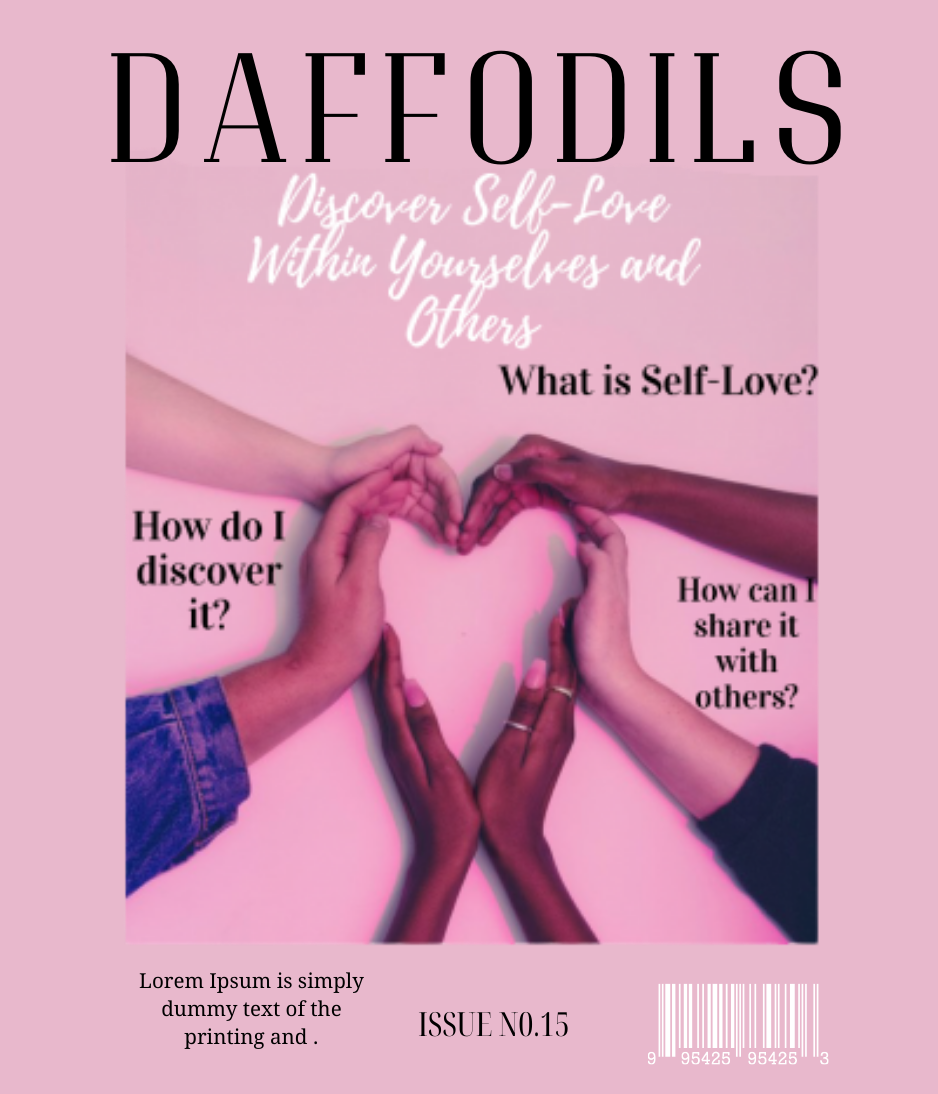 DAFFODILS
Discover Self-Love
Within Yourselves and
Others
What is Self-Love?
How do I
discover
it?
How can I
share it
with
others?
Lorem Ipsum is simply
dummy text of the
printing and .
ISSUE N0.15
9 95425 95425 3